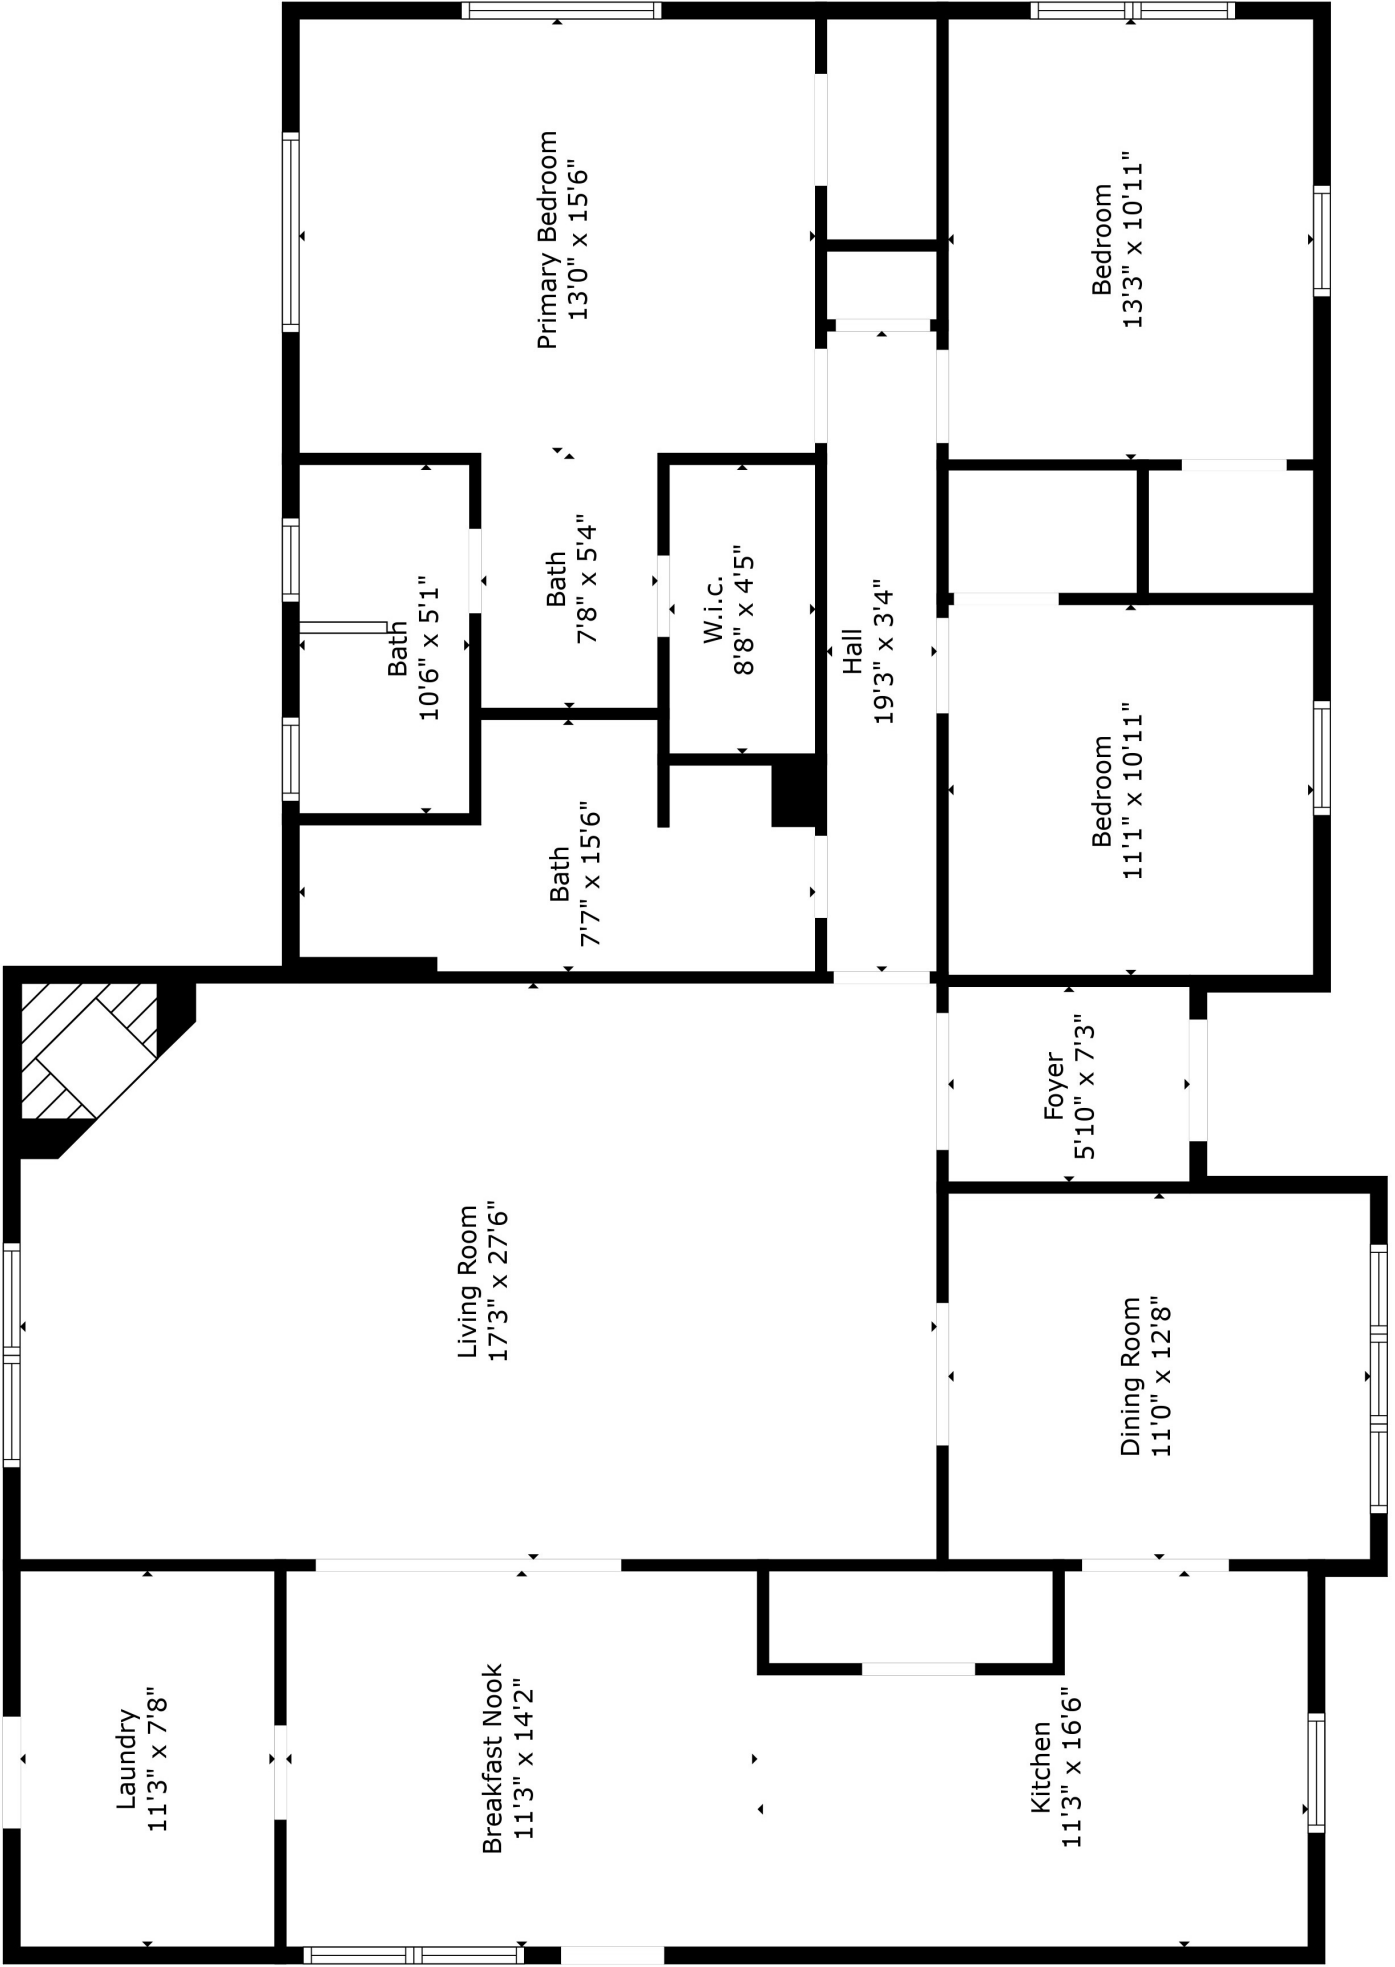 Primary Bedroom
13'0" x 15'6"
Bedroom
13'3" x 10'11"
Bath
10'6" x 5'1"
Bath
7'8" x 5'4"
W.i.c.
8'8" x 4'5"
Hall
19'3" x 3'4"
Bedroom
11'1" x 10'11"
Bath
7'7" x 15'6"
Foyer
5'10" x 7'3"
Living Room
17'3" x 27'6"
Dining Room
11'0" x 12'8"
Laundry
11'3" x 7'8"
Breakfast Nook
11'3" x 14'2"
Kitchen
11'3" x 16'6"